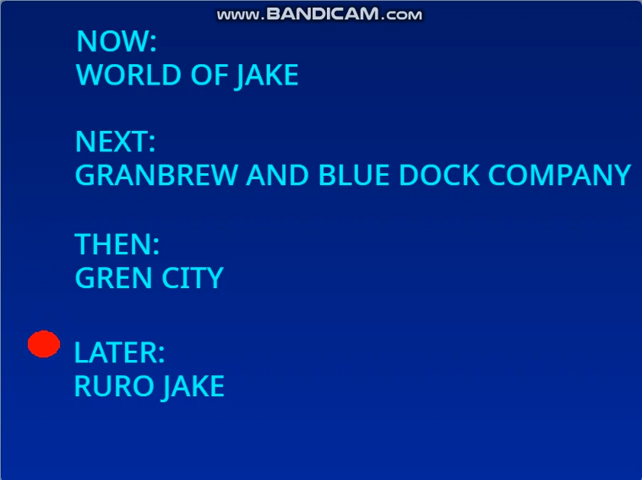 www.BANDICAM.com
NOW:
WORLD OF JAKE
NEXT:
GRANBREW AND BLUE DOCK COMPANY
THEN:
GREN CITY
LATER:
RURO JAKE